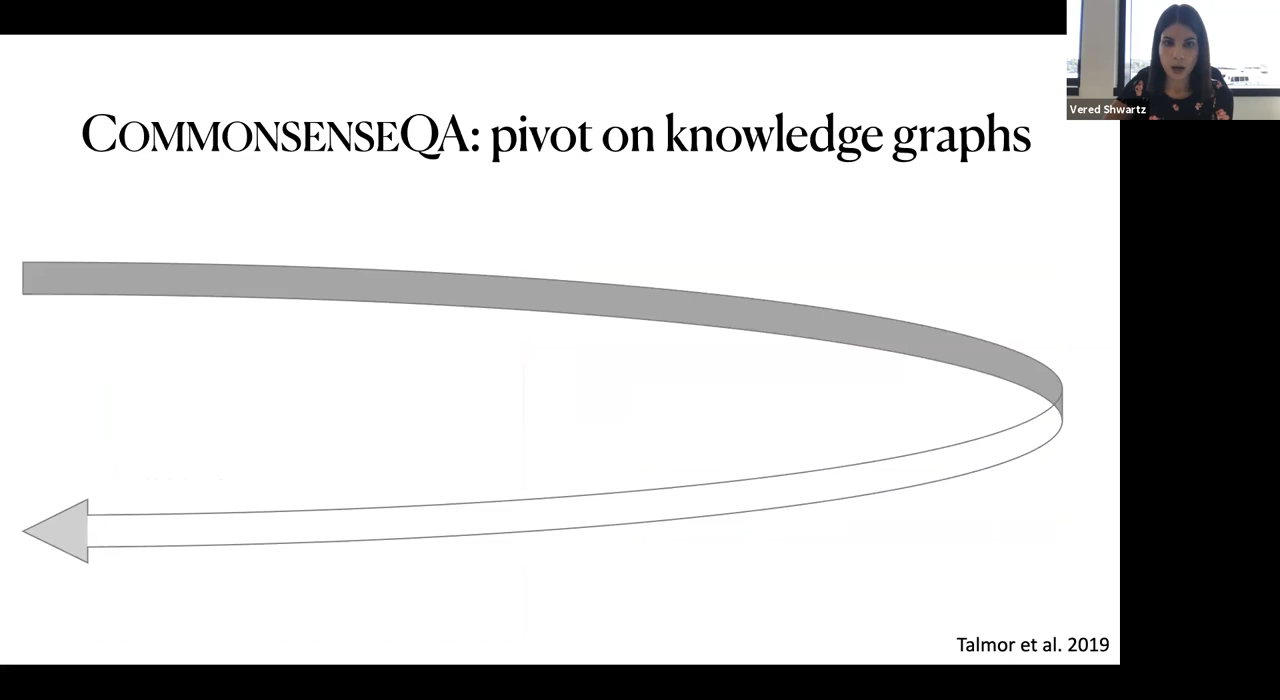 Vered Shwartz
COMMONSENSEQA: pivot on knowledge graphs
Talmor et al. 2019